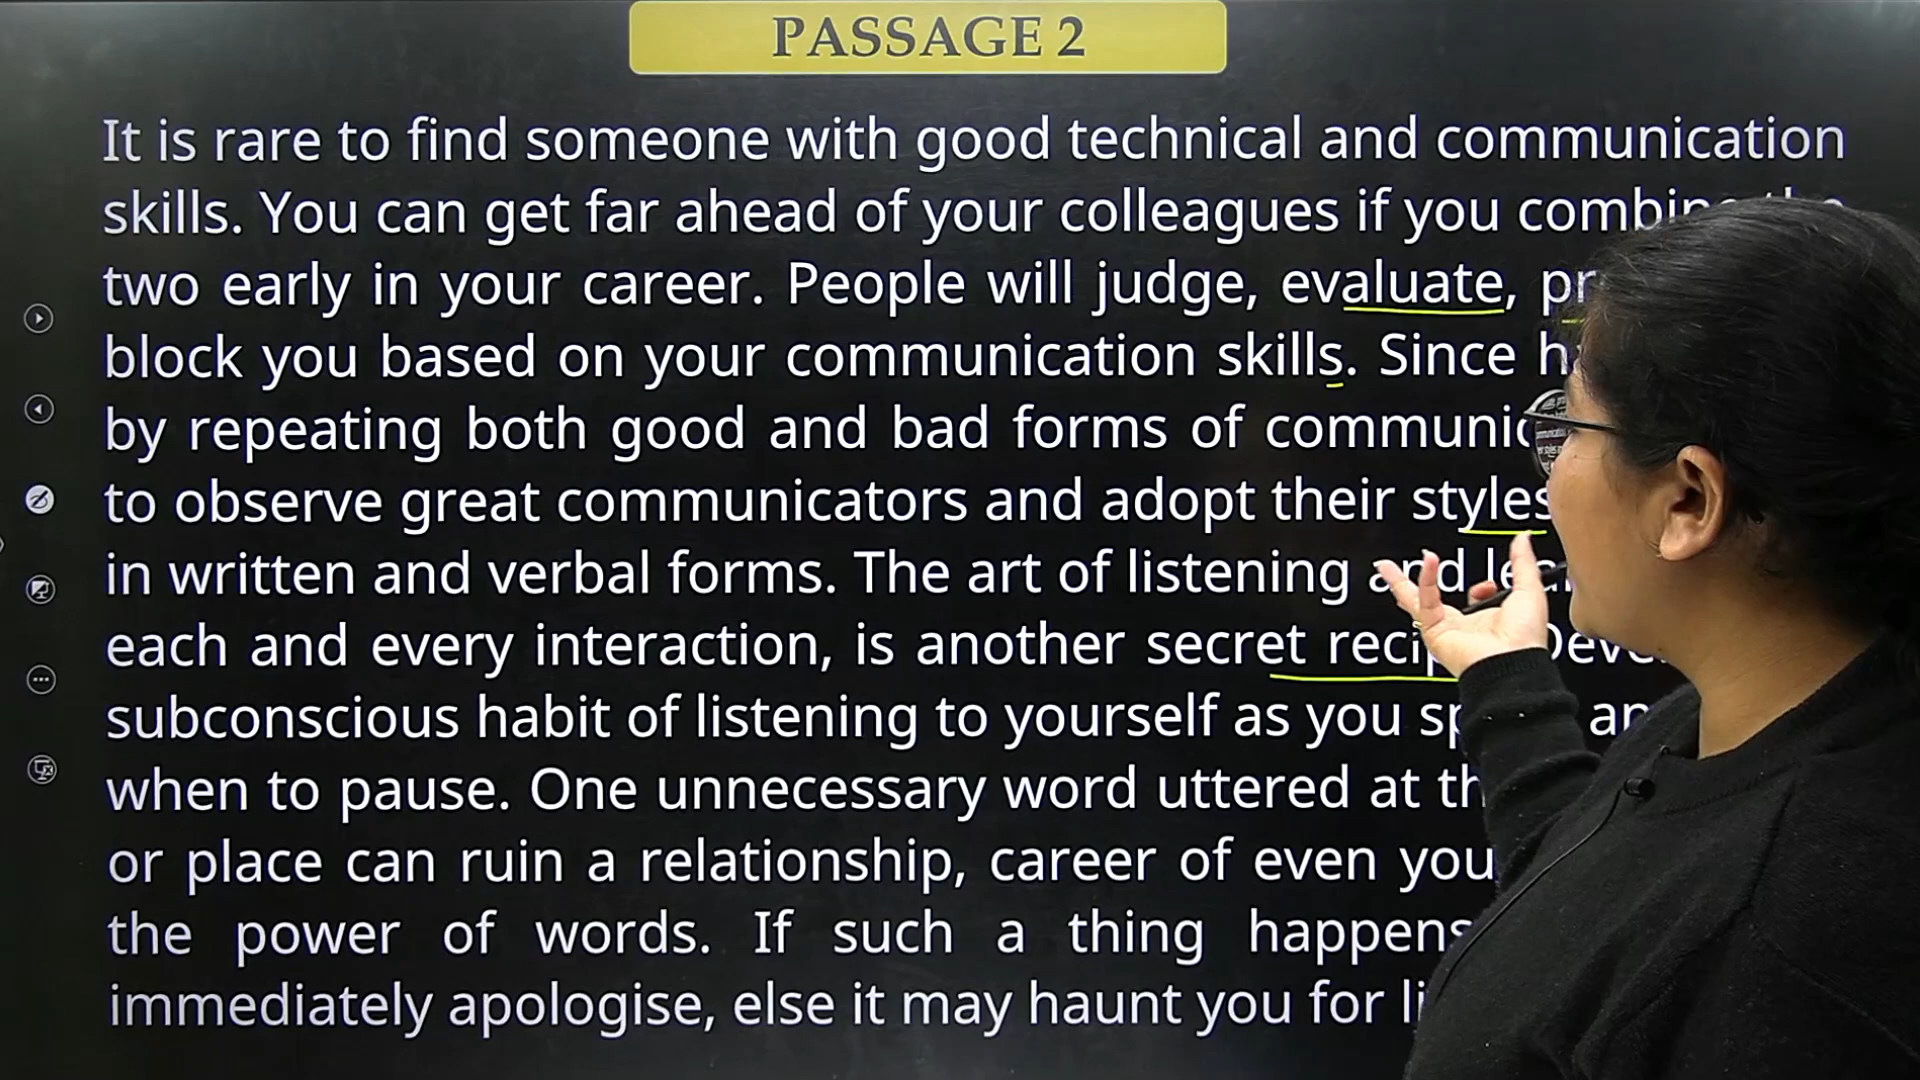 PASSAGE 2
It is rare to find someone with good technical and communication
skills. You can get far ahead of your colleagues if you combine the
two early in your career. People will judge, evaluate,
block you based on your communication skills. Since
by repeating both good and bad forms of
to observe great communicators and adopt their styles
in written and verbal forms. The art of listening and
each and every interaction, is another secret
subconscious habit of listening to yourself as you
when to pause. One unnecessary word uttered at
or place can ruin a relationship, career of even
the power of words. If such a thing happens
immediately apologise, else it may haunt you for